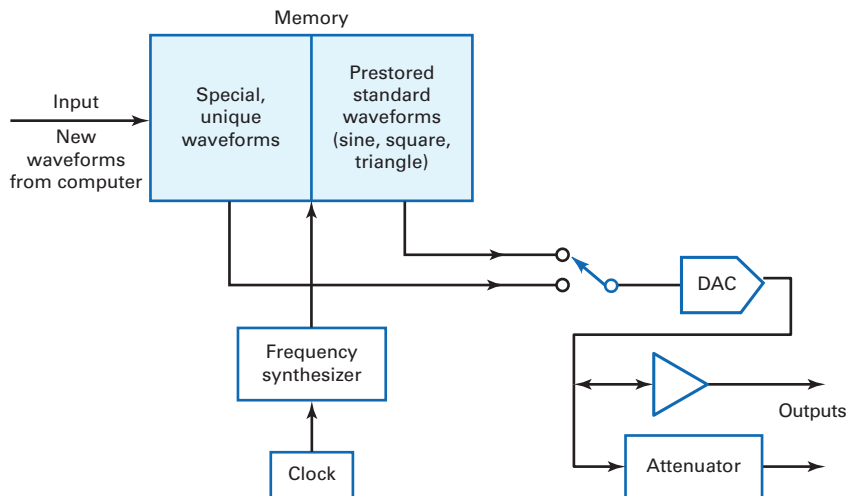 Memory
Input
New
waveforms
from computer
Special,
unique
waveforms
Prestored
standard
waveforms
(sine, square,
triangle)
DAC
Frequency
synthesizer
Outputs
Clock
Attenuator